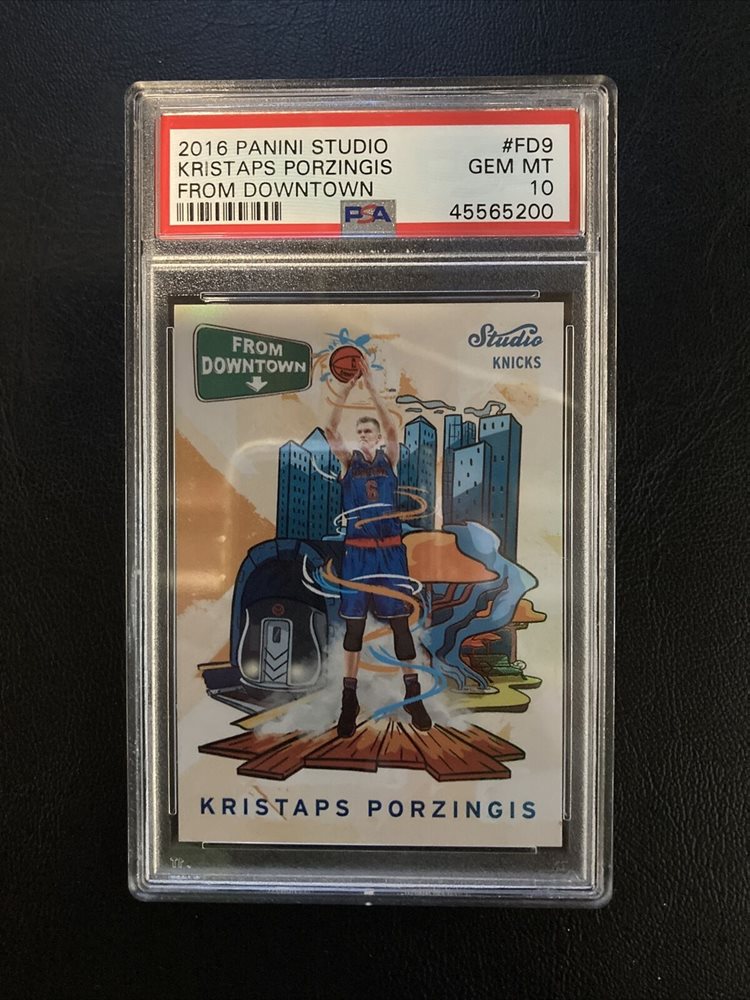 2016 PANINI STUDIO #FD9
KRISTAPS PORZINGIS GEM MT
FROM DOWNTOWN 10
PSA 45565200
FROM
DOWNTOWN
Studio
KNICKS
6
KRISTAPS PORZINGIS